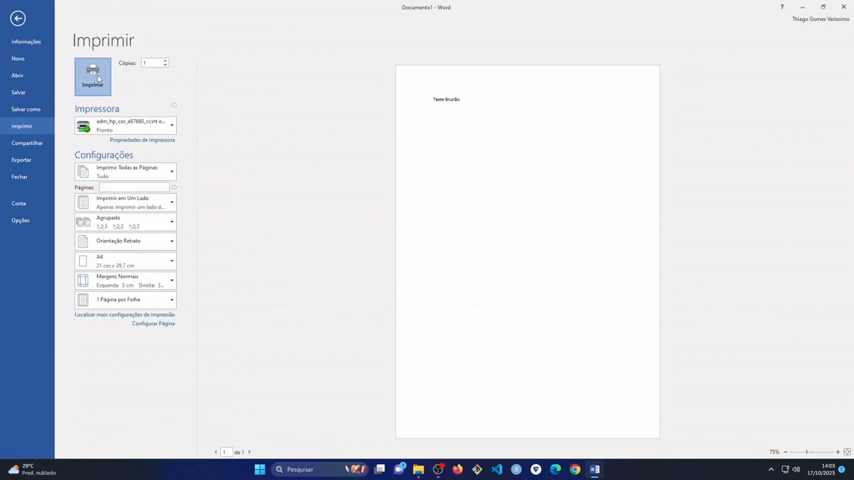 Documento1 - Word
?
Thiago Gomes Verissimo
Informações
Novo
Abrir
Salvar
Salvar como
Imprimir
Compartilhar
Exportar
Fechar
Conta
Opções
Imprimir
Imprimir
Cópias: 1
Impressora
adm_hp_cor_e87660_ccint e...
Pronto
Propriedades de Impressora
Configurações
Imprimir Todas as Páginas
Tudo
Páginas:
Imprimir em Um Lado
Apenas imprimir um lado d...
Agrupado
1;2;3 1;2;3 1;2;3
Orientação Retrato
A4
21 cm x 29,7 cm
Margens Normais
Esquerda: 3 cm Direita: 3...
1 Página por Folha
Localizar mais configurações de impressão
Configurar Página
Teste Brunão
1 de 1
75%
29°C
Pred. nublado
Pesquisar
14:03
17/10/2023